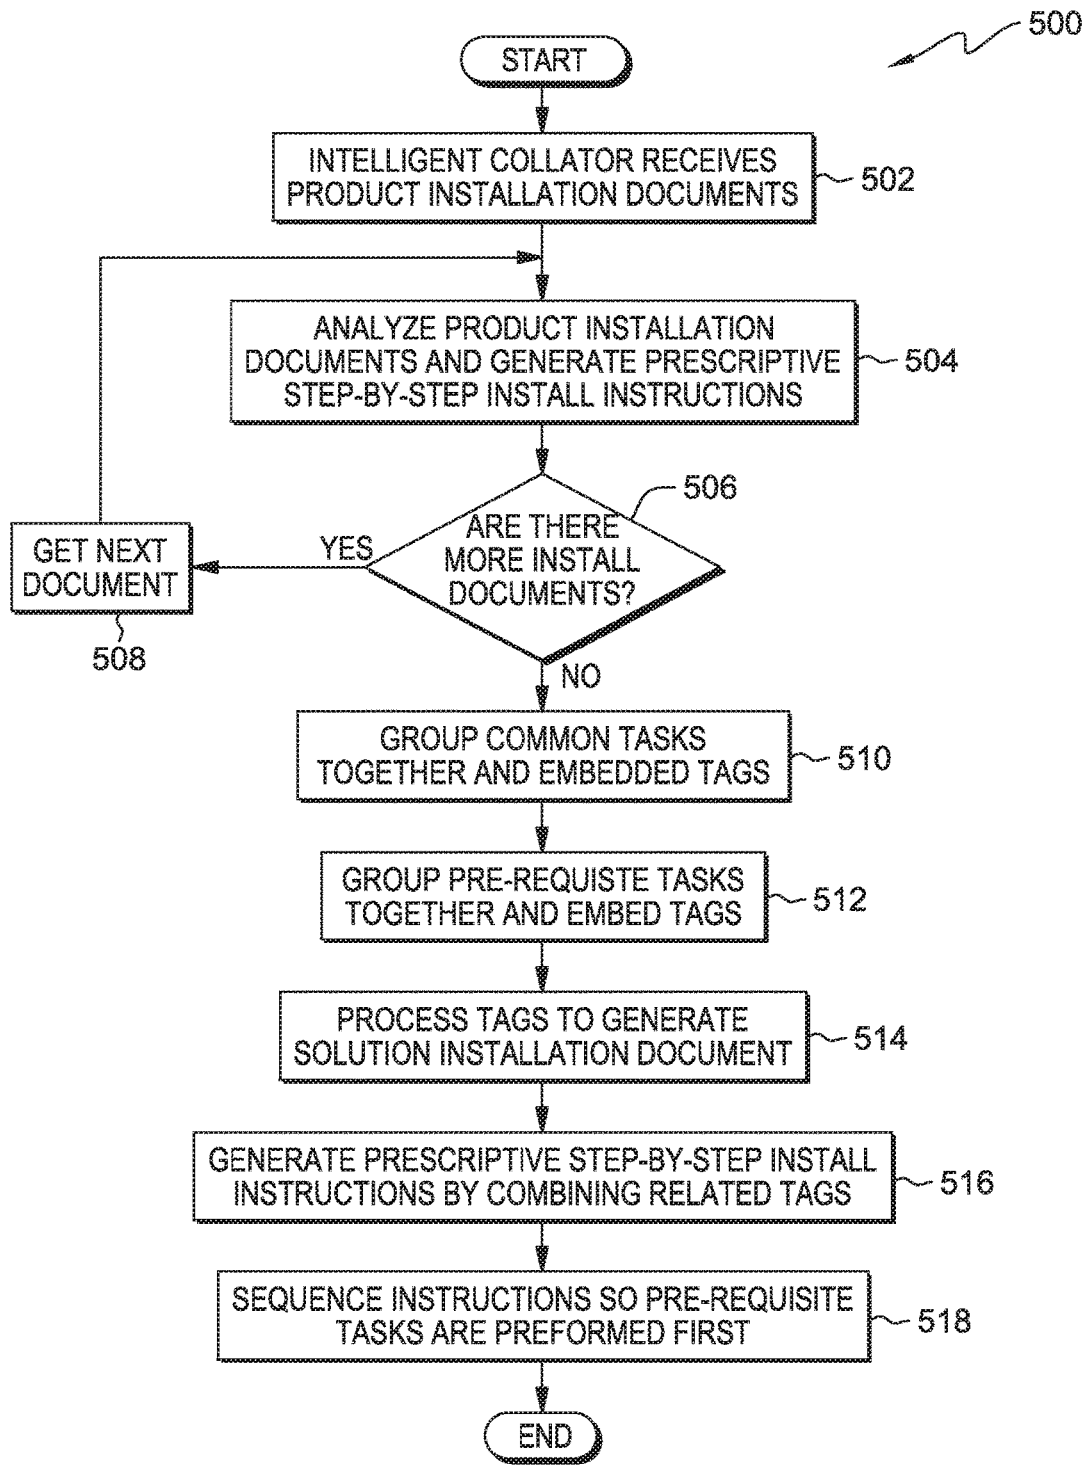 500
START
INTELLIGENT COLLATOR RECEIVES
PRODUCT INSTALLATION DOCUMENTS
502
ANALYZE PRODUCT INSTALLATION
DOCUMENTS AND GENERATE PRESCRIPTIVE
STEP-BY-STEP INSTALL INSTRUCTIONS
504
506
ARE THERE
MORE INSTALL
DOCUMENTS?
YES
GET NEXT
DOCUMENT
508
NO
GROUP COMMON TASKS
TOGETHER AND EMBEDDED TAGS
510
GROUP PRE-REQUISTE TASKS
TOGETHER AND EMBED TAGS
512
PROCESS TAGS TO GENERATE
SOLUTION INSTALLATION DOCUMENT
514
GENERATE PRESCRIPTIVE STEP-BY-STEP INSTALL
INSTRUCTIONS BY COMBINING RELATED TAGS
516
SEQUENCE INSTRUCTIONS SO PRE-REQUISITE
TASKS ARE PREFORMED FIRST
518
END